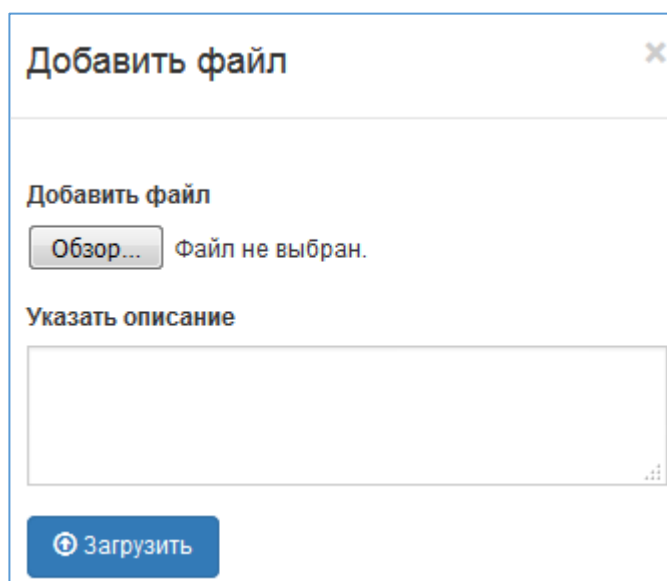 Добавить файл
Добавить файл
Обзор... Файл не выбран.
Указать описание
Загрузить